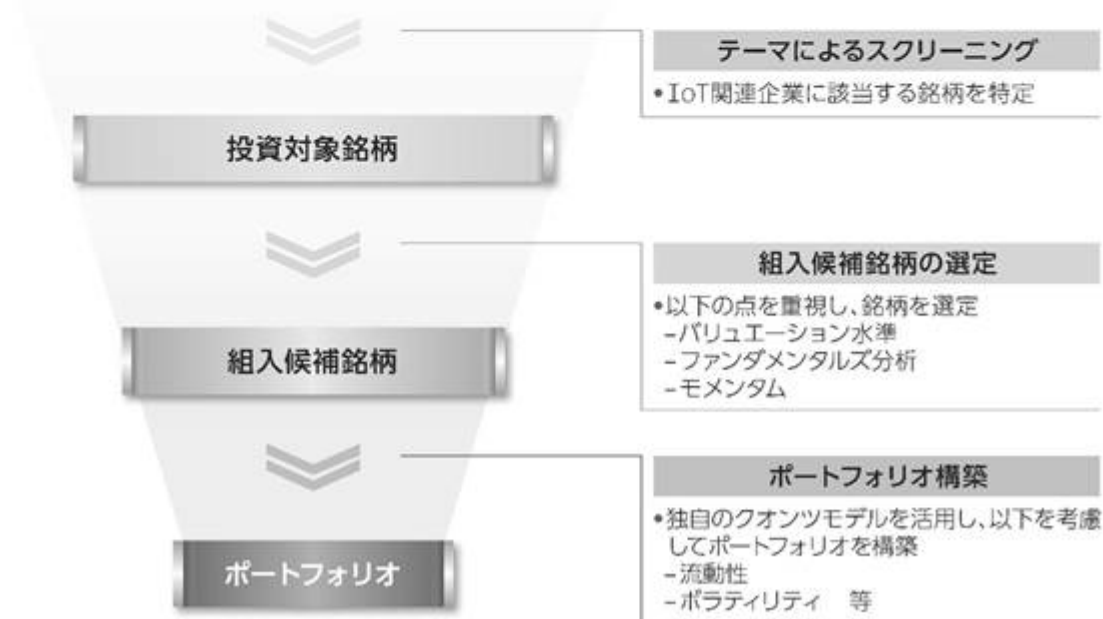 テーマによるスクリーニング
•IoT関連企業に該当する銘柄を特定
投資対象銘柄
組入候補銘柄の選定
•以下の点を重視し、銘柄を選定
–バリュエーション水準
–ファンダメンタルズ分析
–モメンタム
組入候補銘柄
ポートフォリオ構築
•独自のクオンツモデルを活用し、以下を考慮
してポートフォリオを構築
–流動性
–ボラティリティ　等
ポートフォリオ